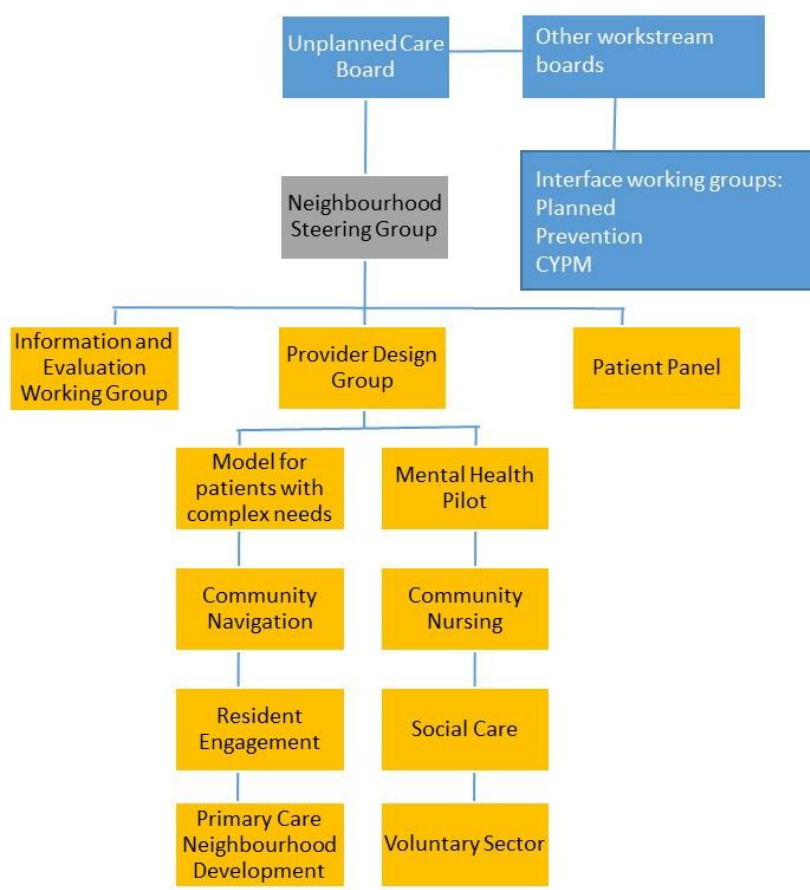 Unplanned Care
Board
Other workstream
boards
Interface working groups:
Planned
Prevention
CYPM
Neighbourhood
Steering Group
Information and
Evaluation
Working Group
Provider Design
Group
Patient Panel
Model for
patients with
complex needs
Mental Health
Pilot
Community
Navigation
Community
Nursing
Resident
Engagement
Social Care
Primary Care
Neighbourhood
Development
Voluntary Sector